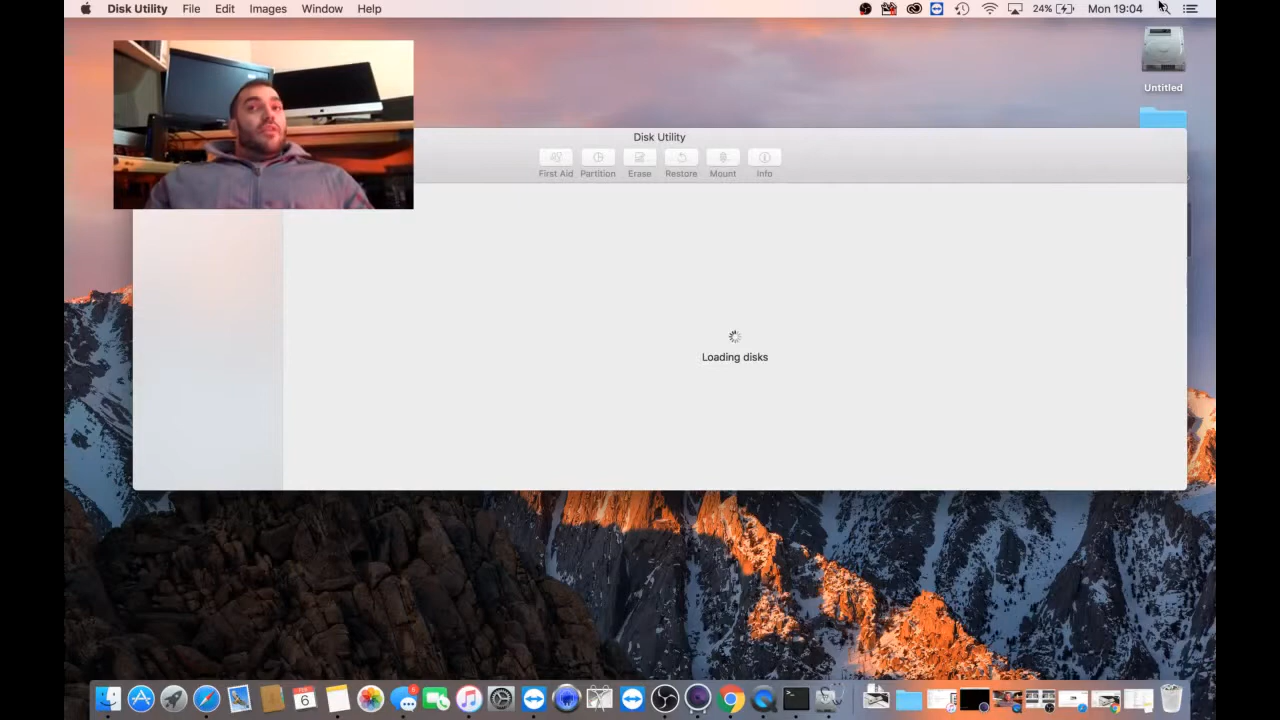 Disk Utility File Edit Images Window Help 24% Mon 19:04
Untitled
Disk Utility
First Aid Partition Erase Restore Mount Info
Loading disks
6